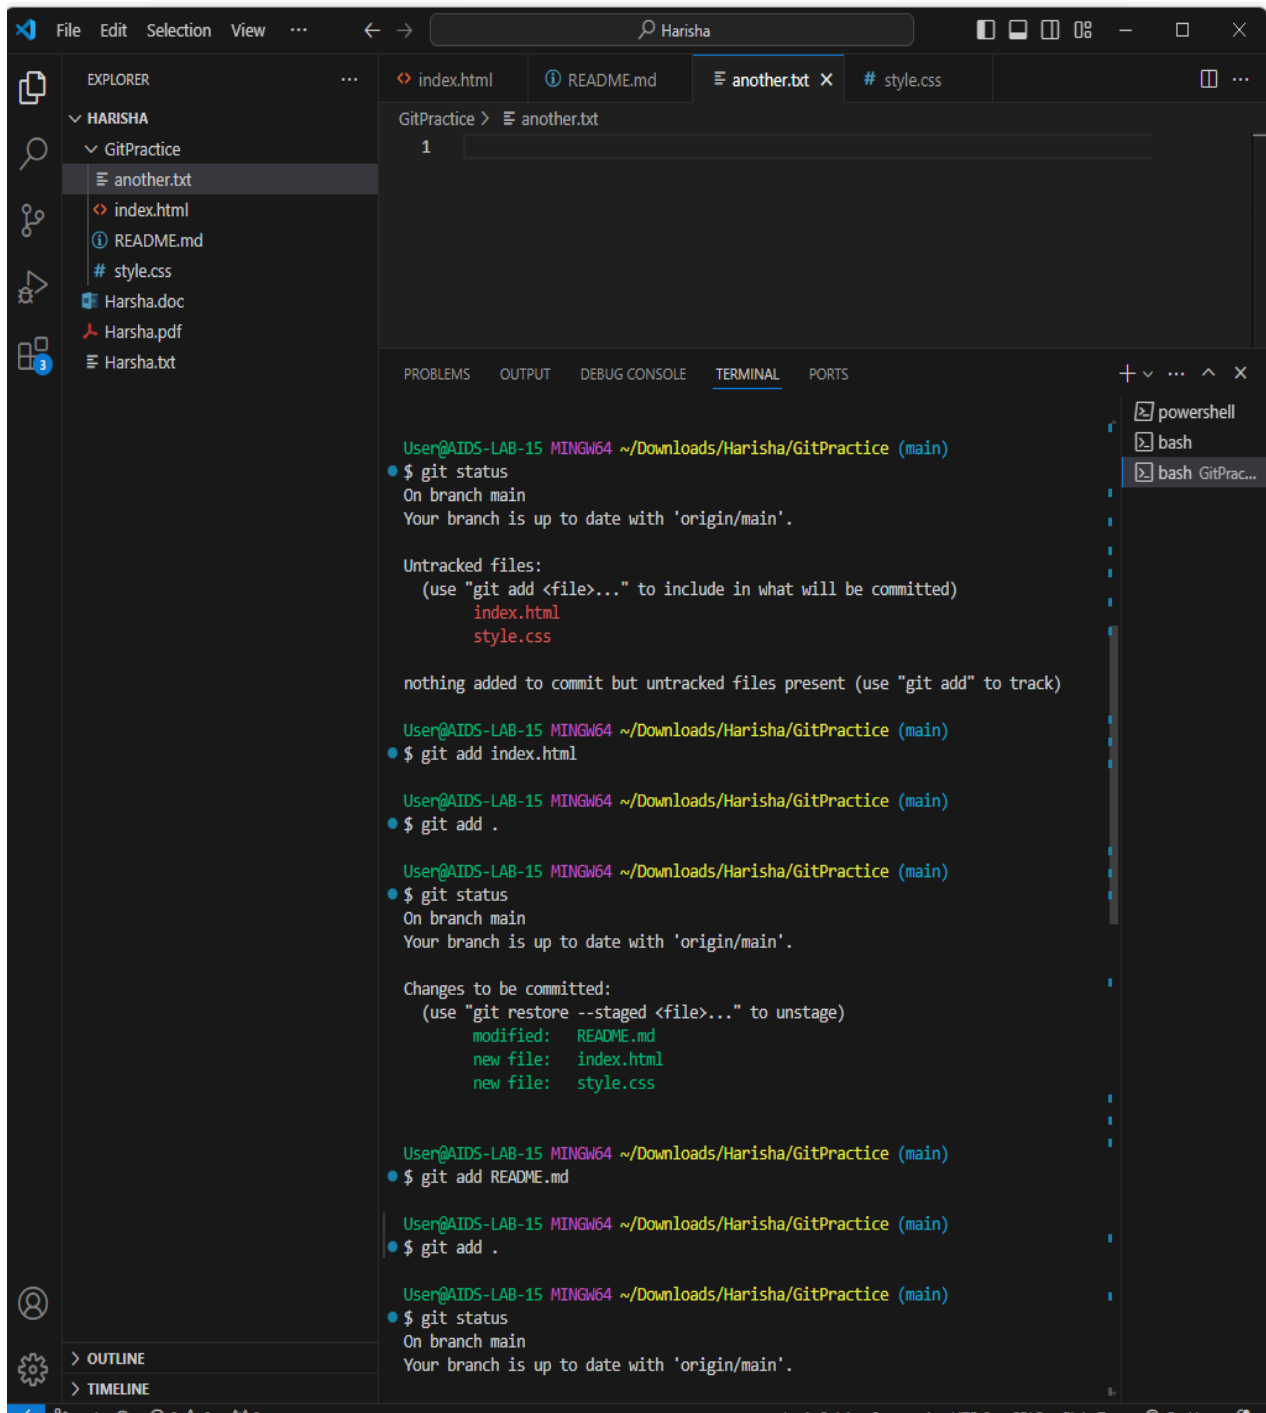 File Edit Selection View ··· Harisha
EXPLORER ···
HARISHA
GitPractice
another.txt
index.html
README.md
style.css
Harsha.doc
Harsha.pdf
Harsha.txt
3
OUTLINE
TIMELINE
index.html README.md another.txt style.css
GitPractice > another.txt
1
PROBLEMS OUTPUT DEBUG CONSOLE TERMINAL PORTS
powershell
bash
bash GitPrac...
User@AIDS-LAB-15 MINGW64 ~/Downloads/Harisha/GitPractice (main)
$ git status
On branch main
Your branch is up to date with 'origin/main'.
Untracked files:
(use "git add <file>..." to include in what will be committed)
index.html
style.css
nothing added to commit but untracked files present (use "git add" to track)
User@AIDS-LAB-15 MINGW64 ~/Downloads/Harisha/GitPractice (main)
$ git add index.html
User@AIDS-LAB-15 MINGW64 ~/Downloads/Harisha/GitPractice (main)
$ git add .
User@AIDS-LAB-15 MINGW64 ~/Downloads/Harisha/GitPractice (main)
$ git status
On branch main
Your branch is up to date with 'origin/main'.
Changes to be committed:
(use "git restore --staged <file>..." to unstage)
modified: README.md
new file: index.html
new file: style.css
User@AIDS-LAB-15 MINGW64 ~/Downloads/Harisha/GitPractice (main)
$ git add README.md
User@AIDS-LAB-15 MINGW64 ~/Downloads/Harisha/GitPractice (main)
$ git add .
User@AIDS-LAB-15 MINGW64 ~/Downloads/Harisha/GitPractice (main)
$ git status
On branch main
Your branch is up to date with 'origin/main'.